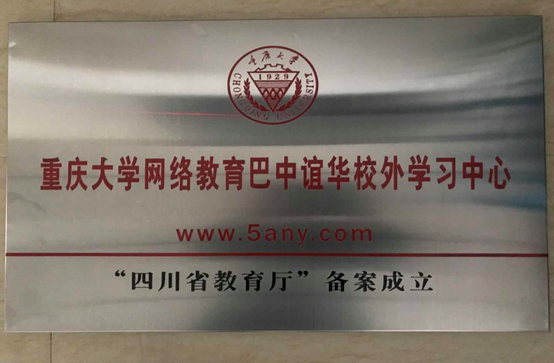 重庆大学
1929
CHONGQING UNIVERSITY
重庆大学网络教育巴中谊华校外学习中心
www.5any.com
“四川省教育厅”备案成立